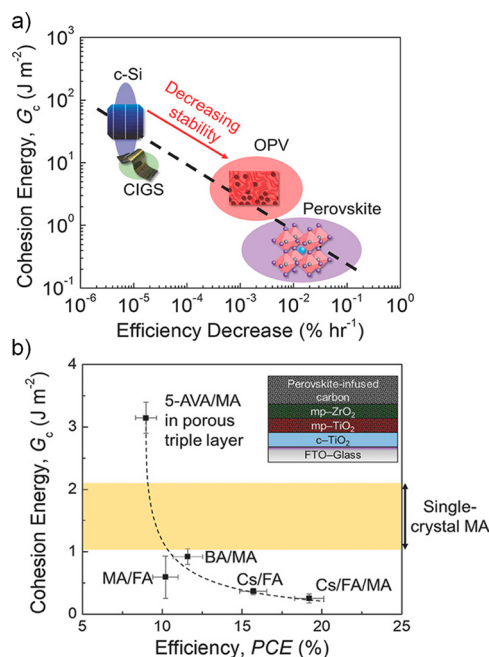 a)
Cohesion Energy, Gc (J m⁻²)
10³
10²
10¹
10⁰
10⁻¹
c-Si
CIGS
Decreasing
stability
OPV
Perovskite
10⁻⁶ 10⁻⁵ 10⁻⁴ 10⁻³ 10⁻² 10⁻¹ 10⁰
Efficiency Decrease (% hr⁻¹)
b)
Cohesion Energy, Gc (J m⁻²)
4
3
2
1
0
5-AVA/MA
in porous
triple layer
Perovskite-infused
carbon
mp–ZrO₂
mp–TiO₂
c–TiO₂
FTO–Glass
Single-
crystal MA
MA/FA
BA/MA
Cs/FA
Cs/FA/MA
5 10 15 20 25
Efficiency, PCE (%)